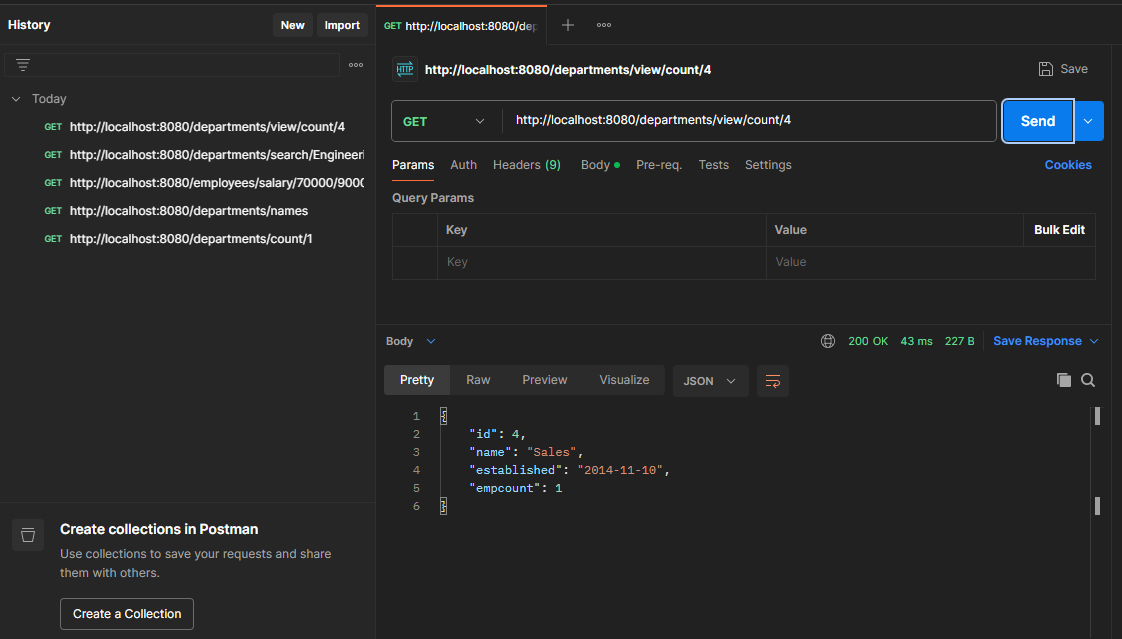 History
New
Import
Today
GET http://localhost:8080/departments/view/count/4
GET http://localhost:8080/departments/search/Engineeri
GET http://localhost:8080/employees/salary/70000/9000
GET http://localhost:8080/departments/names
GET http://localhost:8080/departments/count/1
Create collections in Postman
Use collections to save your requests and share
them with others.
Create a Collection
GET http://localhost:8080/dep
HTTP http://localhost:8080/departments/view/count/4
Save
GET http://localhost:8080/departments/view/count/4
Send
Params Auth Headers (9) Body Pre-req. Tests Settings
Cookies
Query Params
Key Value Bulk Edit
Key Value
Body
200 OK 43 ms 227 B Save Response
Pretty Raw Preview Visualize JSON
1 {
2 "id": 4,
3 "name": "Sales",
4 "established": "2014-11-10",
5 "empcount": 1
6 }